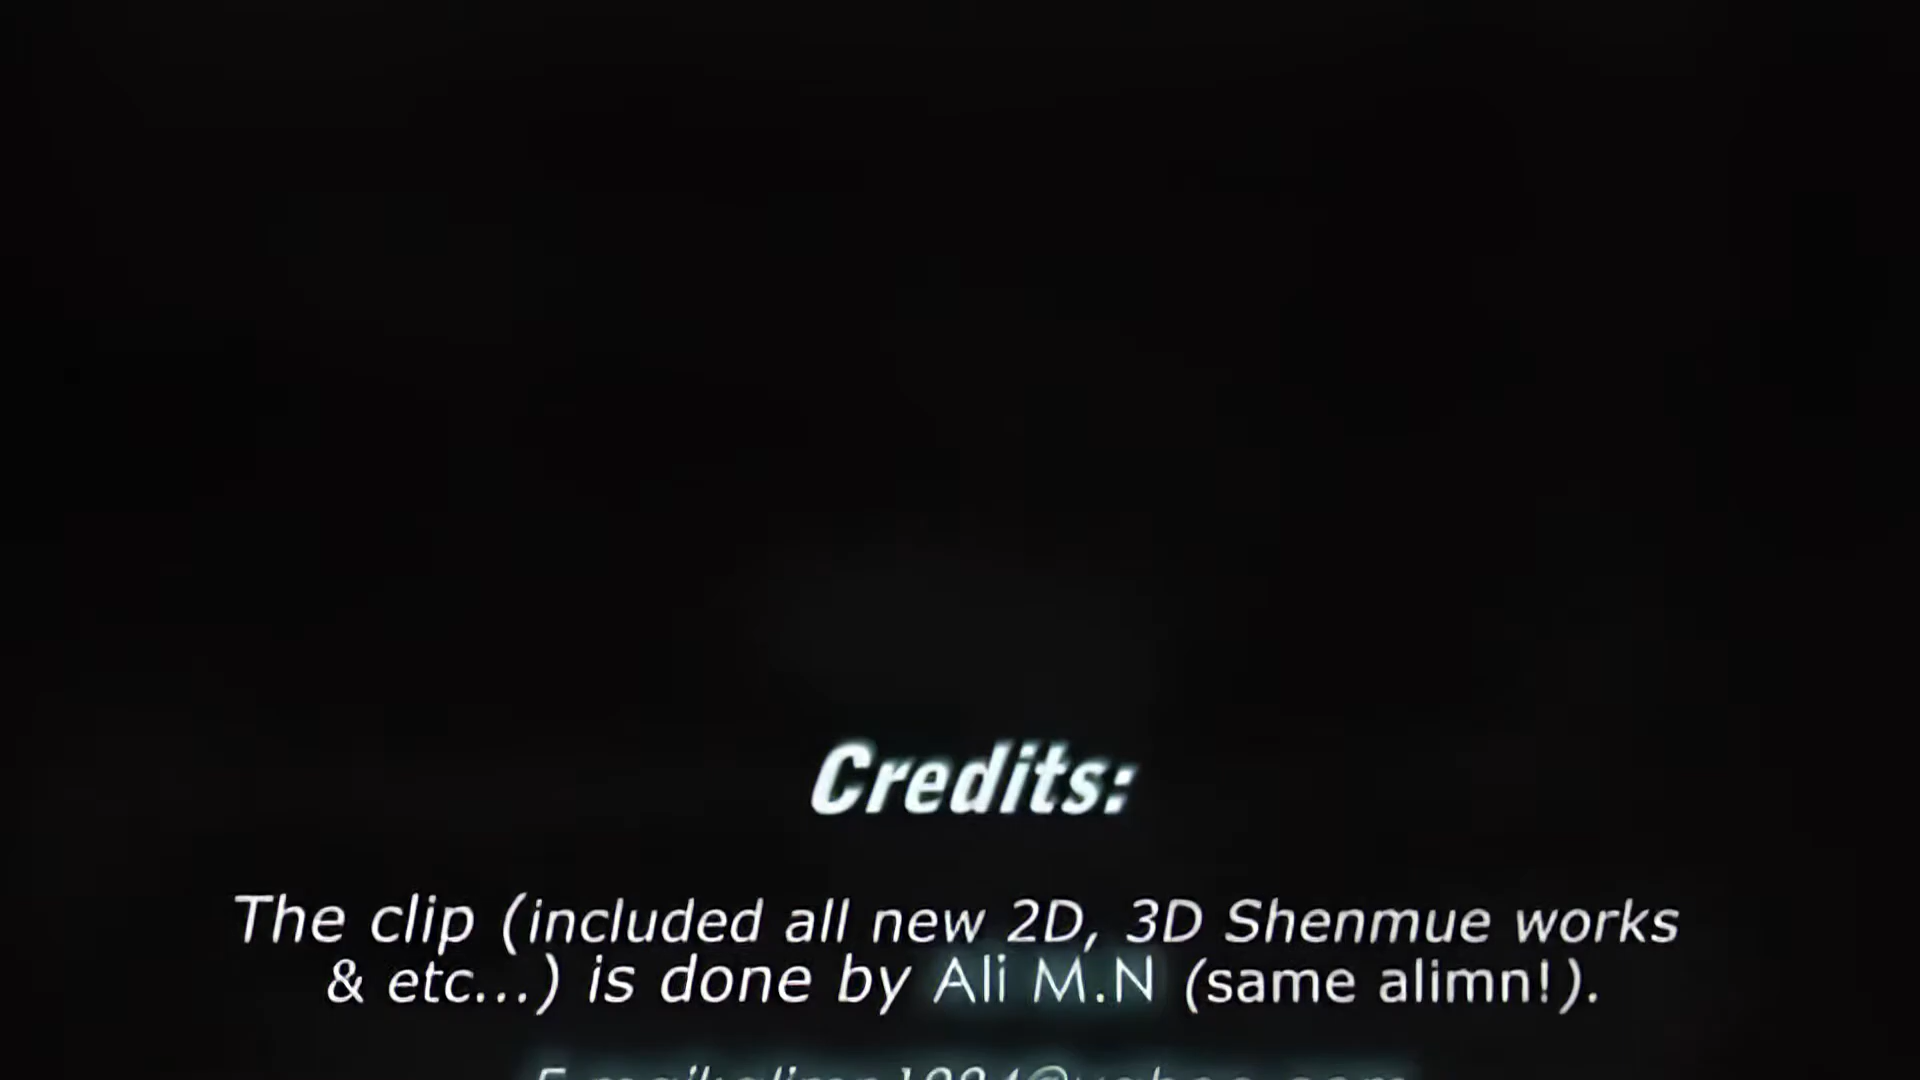 Credits:
The clip (included all new 2D, 3D Shenmue works
& etc...) is done by Ali M.N (same alimn!).